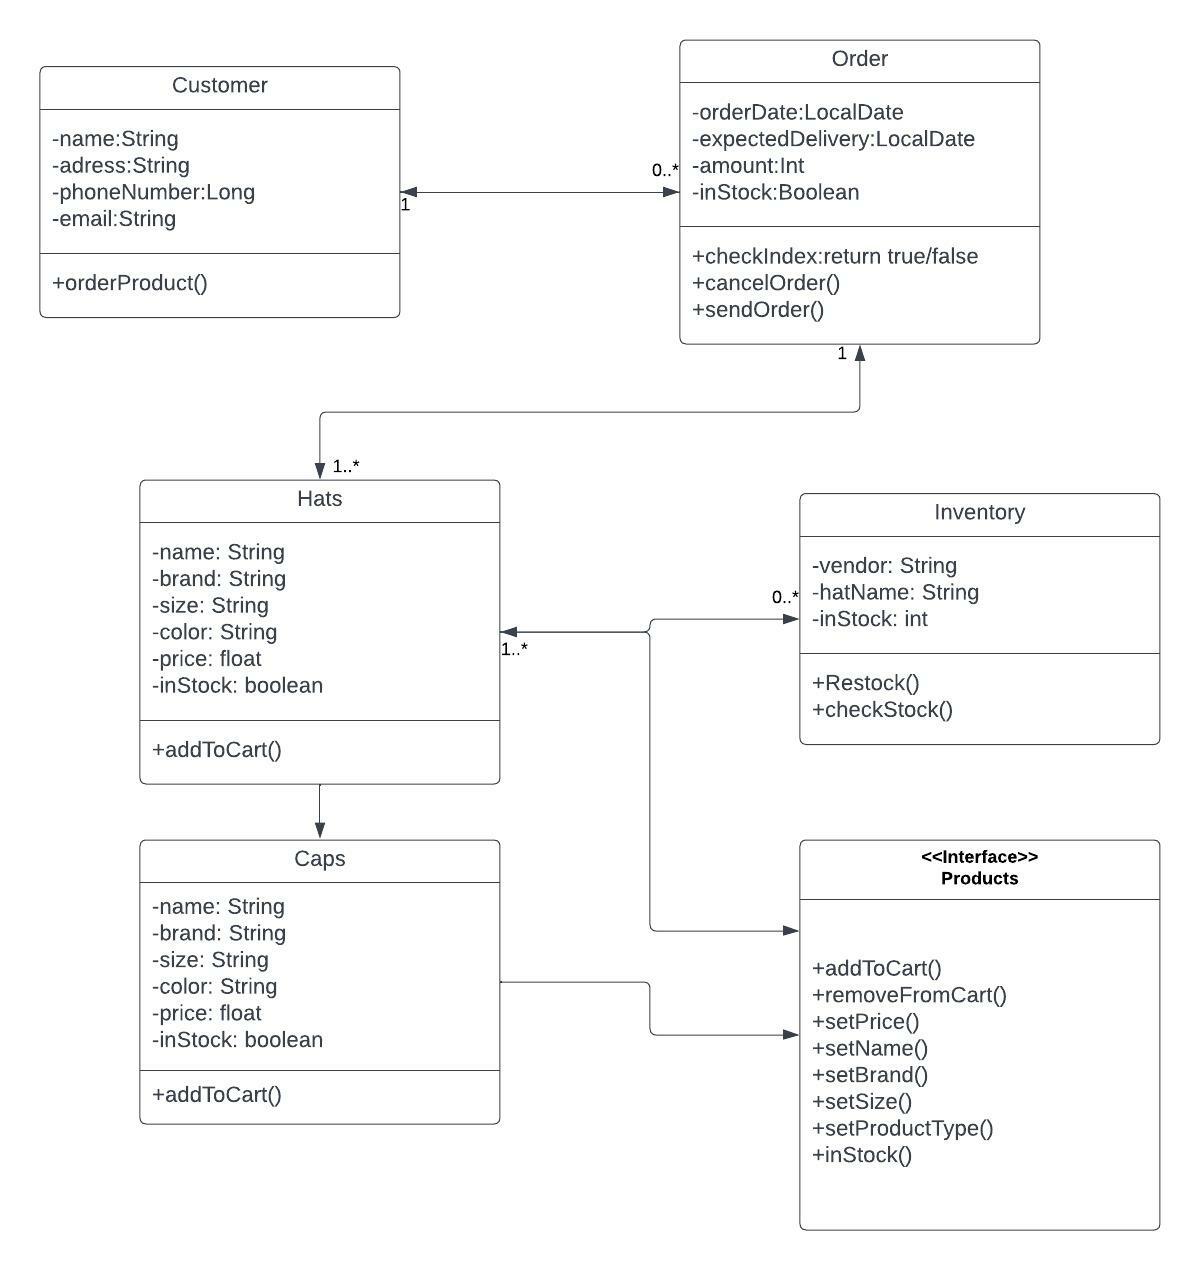 Customer
-name:String
-adress:String
-phoneNumber:Long
-email:String
+orderProduct()
1
0..*
Order
-orderDate:LocalDate
-expectedDelivery:LocalDate
-amount:Int
-inStock:Boolean
+checkIndex:return true/false
+cancelOrder()
+sendOrder()
1
1..*
Hats
-name: String
-brand: String
-size: String
-color: String
-price: float
-inStock: boolean
+addToCart()
1..*
0..*
Inventory
-vendor: String
-hatName: String
-inStock: int
+Restock()
+checkStock()
Caps
-name: String
-brand: String
-size: String
-color: String
-price: float
-inStock: boolean
+addToCart()
<<Interface>>
Products
+addToCart()
+removeFromCart()
+setPrice()
+setName()
+setBrand()
+setSize()
+setProductType()
+inStock()